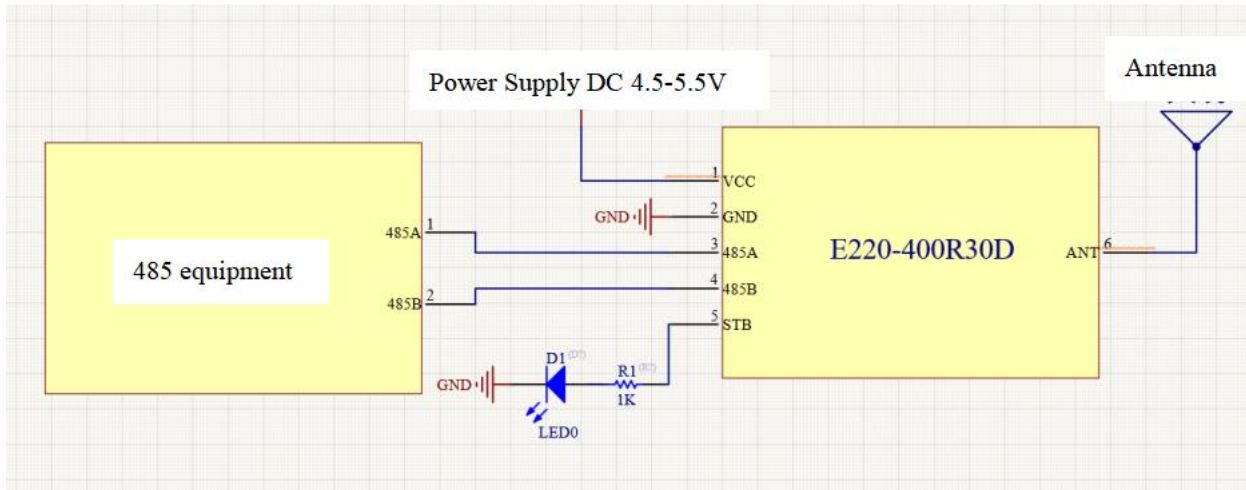 Power Supply DC 4.5-5.5V
Antenna
485 equipment
485A
1
485B
2
1
VCC
GND
2
GND
3
485A
4
485B
5
STB
E220-400R30D
ANT
6
GND
D1 (D?)
LED0
R1 (R?)
1K